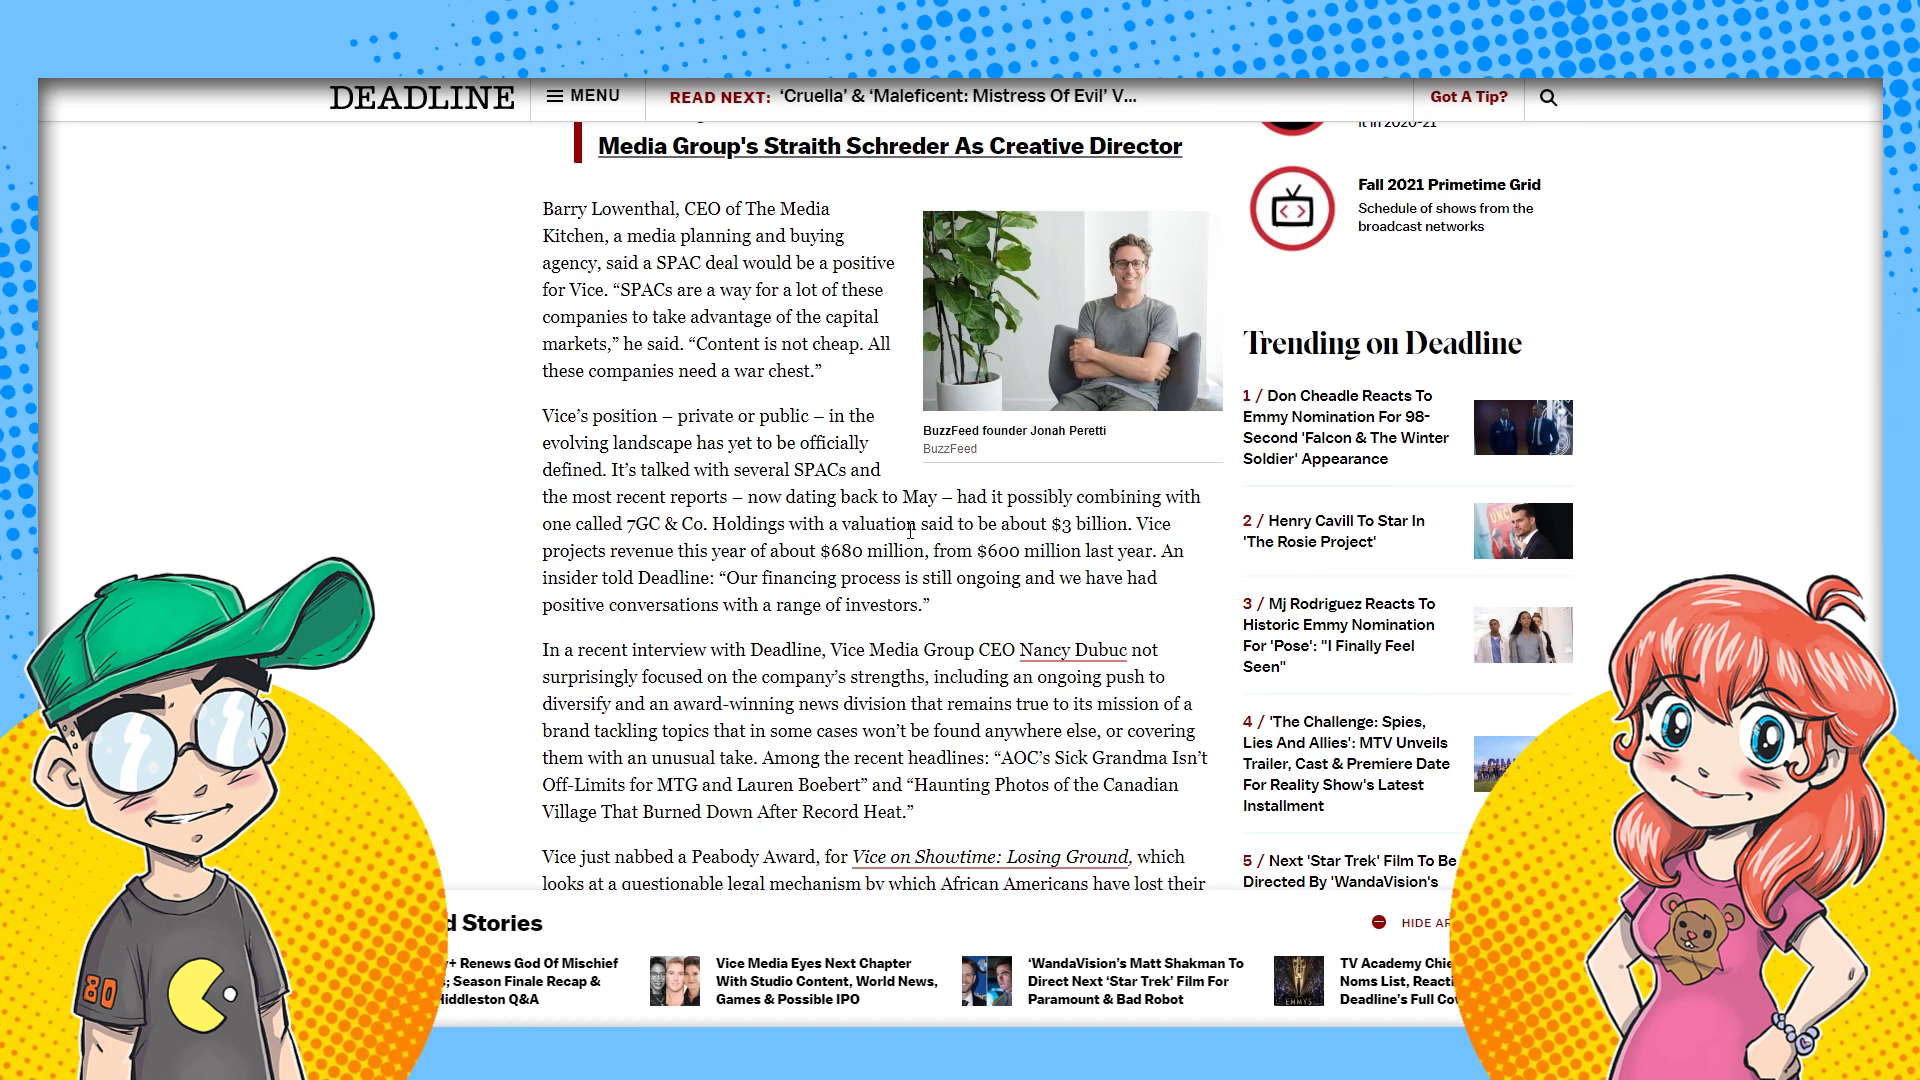 DEADLINE
MENU
READ NEXT: ‘Cruella’ & ‘Maleficent: Mistress Of Evil’ V...
Got A Tip?
Media Group's Straith Schreder As Creative Director
Barry Lowenthal, CEO of The Media
Kitchen, a media planning and buying
agency, said a SPAC deal would be a positive
for Vice. “SPACs are a way for a lot of these
companies to take advantage of the capital
markets,” he said. “Content is not cheap. All
these companies need a war chest.”
BuzzFeed founder Jonah Peretti
BuzzFeed
Vice’s position – private or public – in the
evolving landscape has yet to be officially
defined. It’s talked with several SPACs and
the most recent reports – now dating back to May – had it possibly combining with
one called 7GC & Co. Holdings with a valuation said to be about $3 billion. Vice
projects revenue this year of about $680 million, from $600 million last year. An
insider told Deadline: “Our financing process is still ongoing and we have had
positive conversations with a range of investors.”
In a recent interview with Deadline, Vice Media Group CEO Nancy Dubuc not
surprisingly focused on the company’s strengths, including an ongoing push to
diversify and an award-winning news division that remains true to its mission of a
brand tackling topics that in some cases won’t be found anywhere else, or covering
them with an unusual take. Among the recent headlines: “AOC’s Sick Grandma Isn’t
Off-Limits for MTG and Lauren Boebert” and “Haunting Photos of the Canadian
Village That Burned Down After Record Heat.”
Vice just nabbed a Peabody Award, for Vice on Showtime: Losing Ground, which
looks at a questionable legal mechanism by which African Americans have lost their
it in 2020-21
Fall 2021 Primetime Grid
Schedule of shows from the
broadcast networks
Trending on Deadline
1 / Don Cheadle Reacts To
Emmy Nomination For 98-
Second 'Falcon & The Winter
Soldier' Appearance
2 / Henry Cavill To Star In
'The Rosie Project'
3 / Mj Rodriguez Reacts To
Historic Emmy Nomination
For 'Pose': "I Finally Feel
Seen"
4 / 'The Challenge: Spies,
Lies And Allies': MTV Unveils
Trailer, Cast & Premiere Date
For Reality Show's Latest
Installment
5 / Next 'Star Trek' Film To Be
Directed By 'WandaVision's
d Stories
HIDE AR
+ Renews God Of Mischief
; Season Finale Recap &
iddleston Q&A
Vice Media Eyes Next Chapter
With Studio Content, World News,
Games & Possible IPO
‘WandaVision’s Matt Shakman To
Direct Next ‘Star Trek’ Film For
Paramount & Bad Robot
EMMYS
TV Academy Chie
Noms List, Reacti
Deadline’s Full Co
80